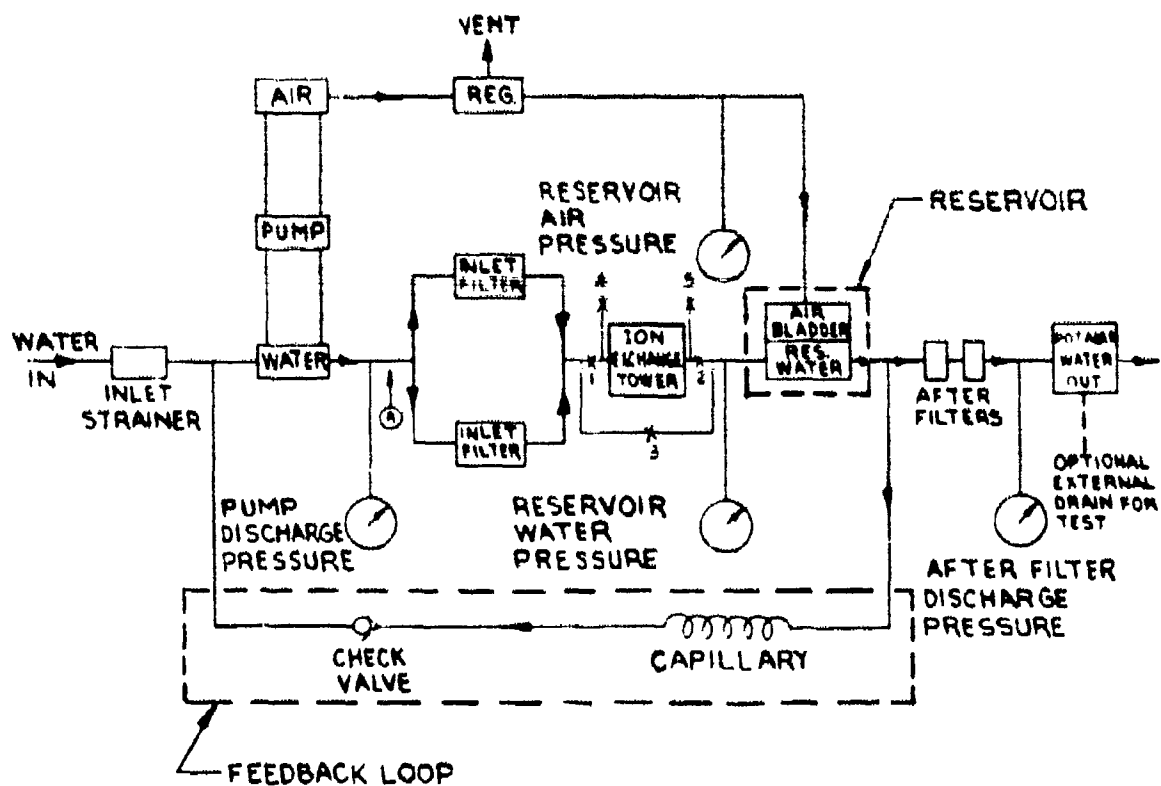 VENT
AIR
REG.
RESERVOIR
AIR
PRESSURE
RESERVOIR
PUMP
INLET
FILTER
4
5
AIR
BLADDER
RES.
WATER
WATER
IN
INLET
STRAINER
WATER
A
1
ION
EXCHANGE
TOWER
2
3
INLET
FILTER
AFTER
FILTERS
POTABLE
WATER
OUT
OPTIONAL
EXTERNAL
DRAIN FOR
TEST
PUMP
DISCHARGE
PRESSURE
RESERVOIR
WATER
PRESSURE
AFTER FILTER
DISCHARGE
PRESSURE
CHECK
VALVE
CAPILLARY
FEEDBACK LOOP